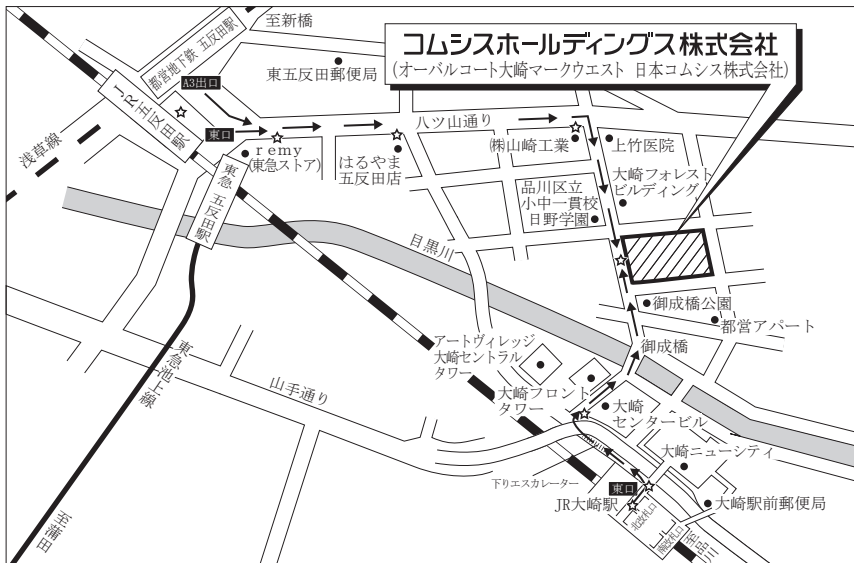 至新橋
都営地下鉄 五反田駅
コムシスホールディングス株式会社
(オーバルコート大崎マークウエスト 日本コムシス株式会社)
東五反田郵便局
A3出口
JR五反田駅
東口
八ツ山通り
浅草線
remy
(東急ストア)
はるやま
五反田店
㈱山崎工業
上竹医院
大崎フォレスト
ビルディング
品川区立
小中一貫校
日野学園
東急 五反田駅
目黒川
御成橋公園
都営アパート
御成橋
アートヴィレッジ
大崎セントラル
タワー
東急池上線
山手通り
大崎フロント
タワー
大崎
センタービル
大崎ニューシティ
下りエスカレーター
東口
JR大崎駅
大崎駅前郵便局
北改札口
南改札口
至品川
至蒲田